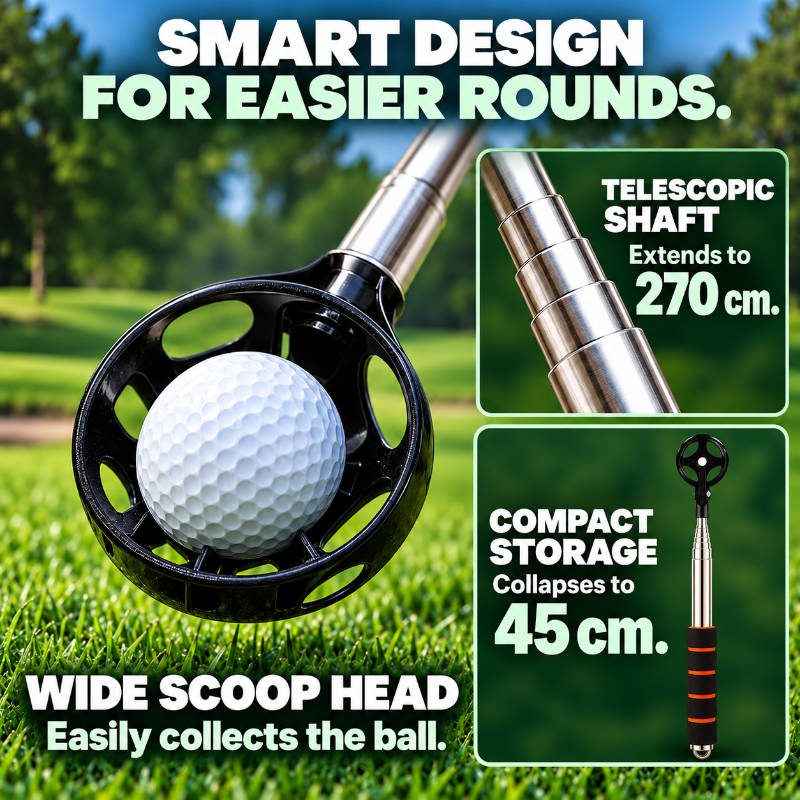 SMART DESIGN
FOR EASIER ROUNDS.
TELESCOPIC
SHAFT
Extends to
270 cm.
COMPACT
STORAGE
Collapses to
45 cm.
WIDE SCOOP HEAD
Easily collects the ball.